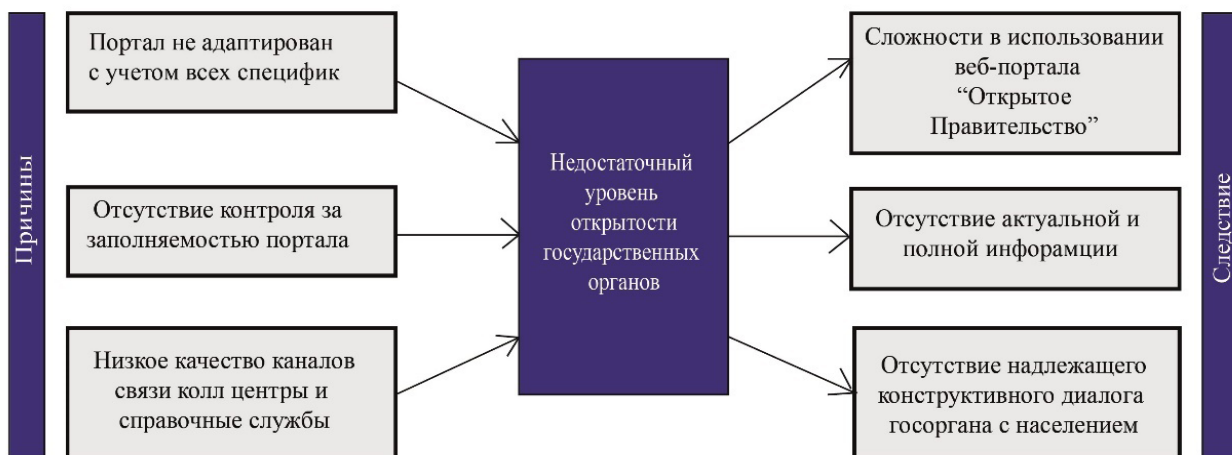 Причины
Портал не адаптирован
с учетом всех специфик
Отсутствие контроля за
заполняемостью портала
Низкое качество каналов
связи колл центры и
справочные службы
Недостаточный
уровень
открытости
государственных
органов
Сложности в использовании
веб-портала
“Открытое
Правительство”
Отсутствие актуальной и
полной инфорамции
Отсутствие надлежащего
конструктивного диалога
госоргана с населением
Следствие